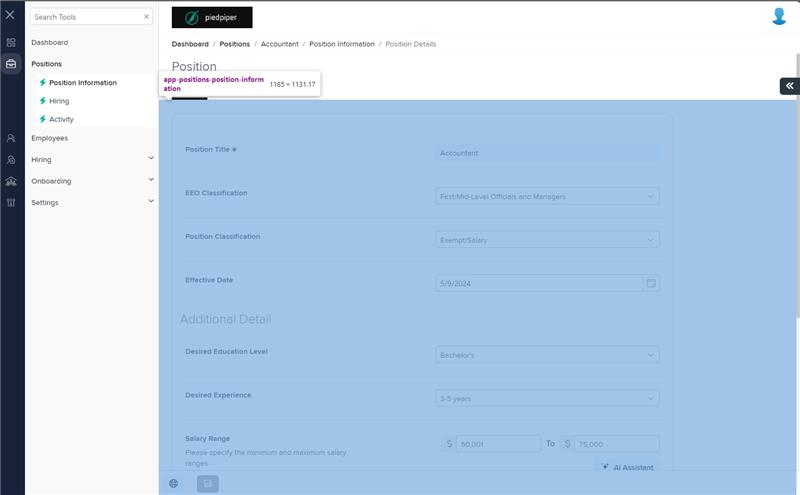 Search Tools
piedpiper
Dashboard
Positions
Position Information
Hiring
Activity
Employees
Hiring
Onboarding
Settings
Dashboard / Positions / Accountant / Position Information / Position Details
Position
app-positions-position-inform
ation
1185 × 1131.17
Position Title *
Accountant
EEO Classification
First/Mid-Level Officials and Managers
Position Classification
Exempt/Salary
Effective Date
5/9/2024
Additional Detail
Desired Education Level
Bachelor's
Desired Experience
3-5 years
Salary Range
$ 50,001 To $ 75,000
Please specify the minimum and maximum salary
ranges.
AI Assistant